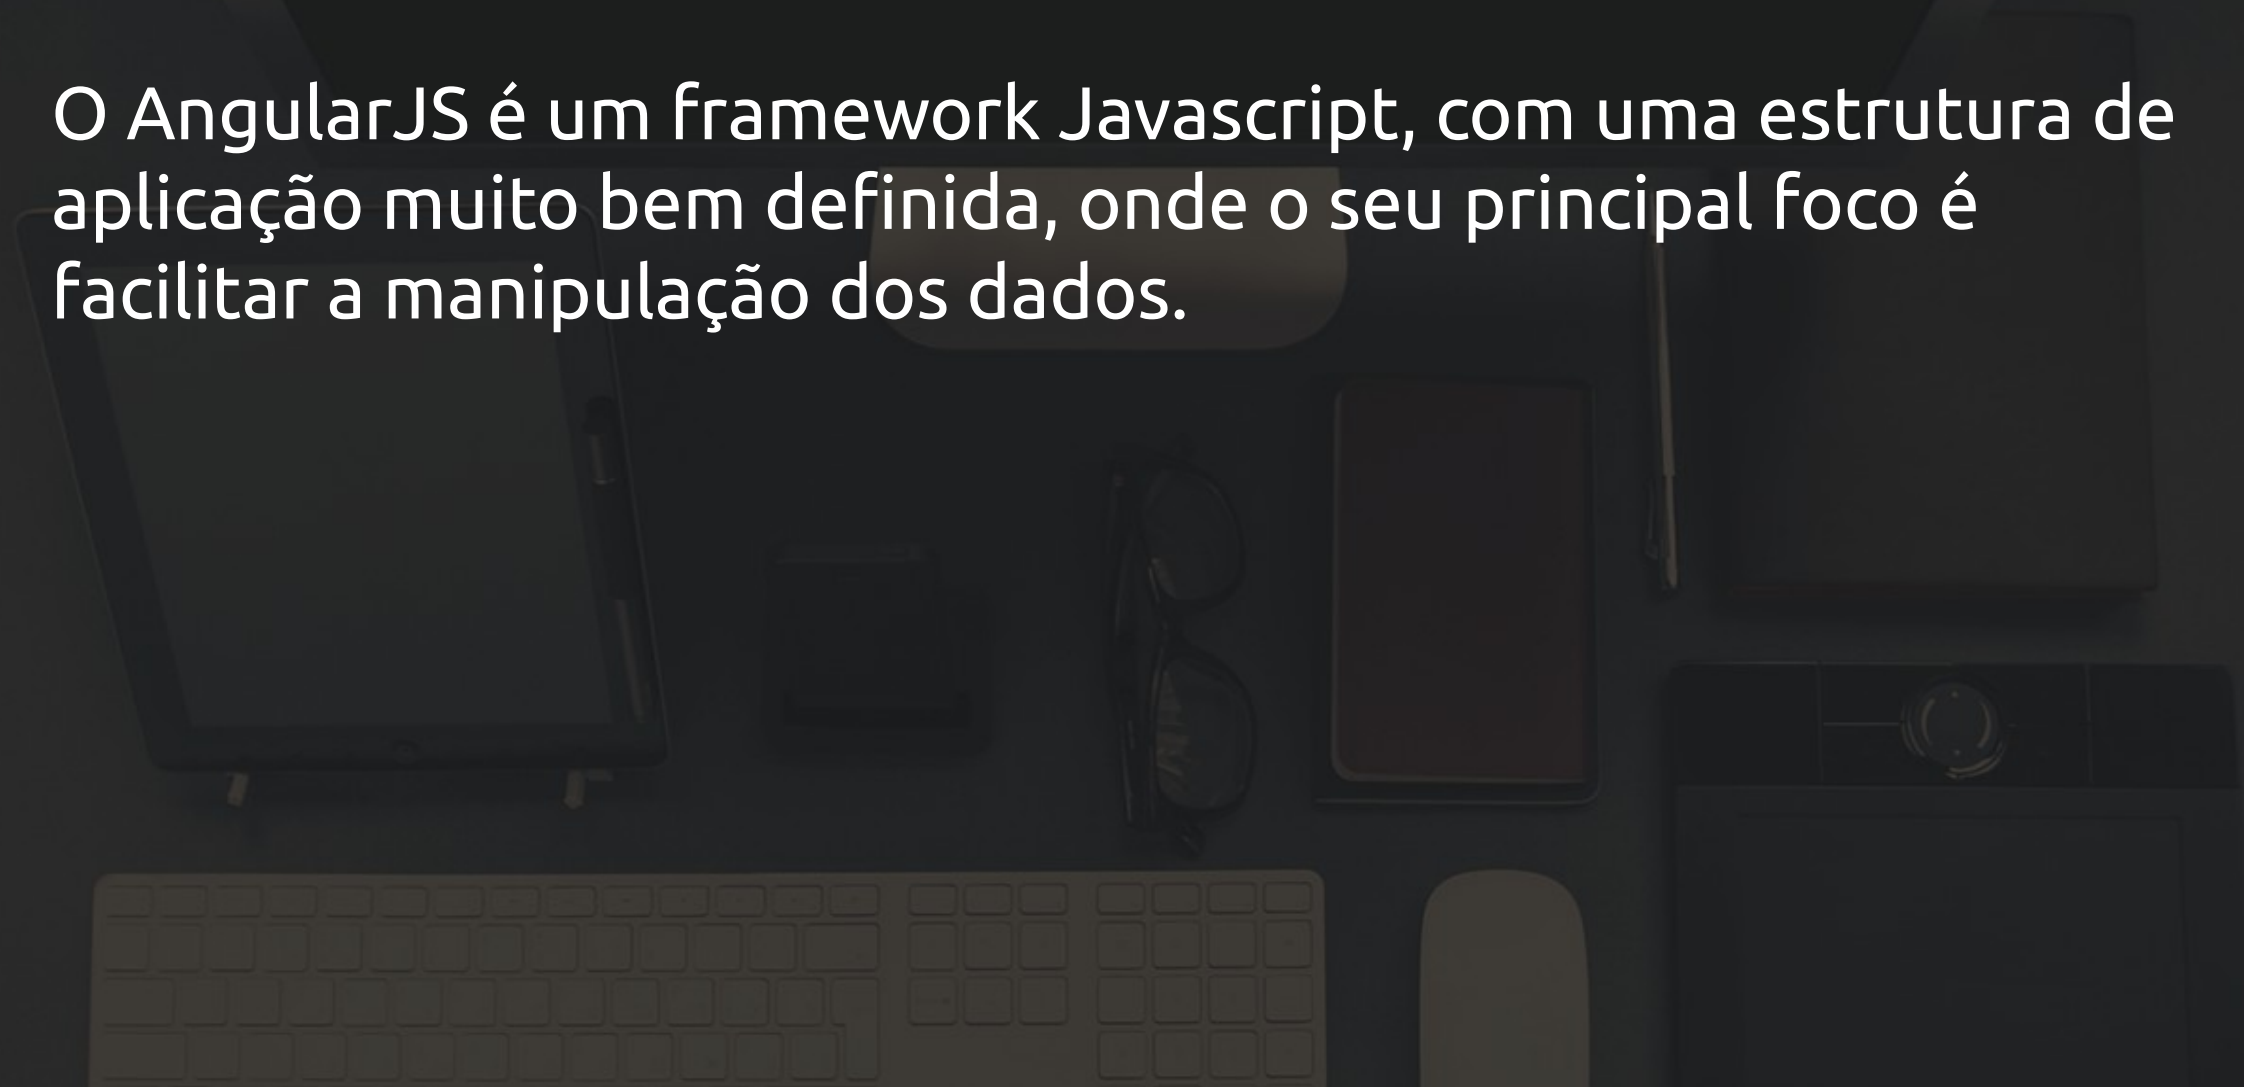 O AngularJS é um framework Javascript, com uma estrutura de
aplicação muito bem definida, onde o seu principal foco é
facilitar a manipulação dos dados.